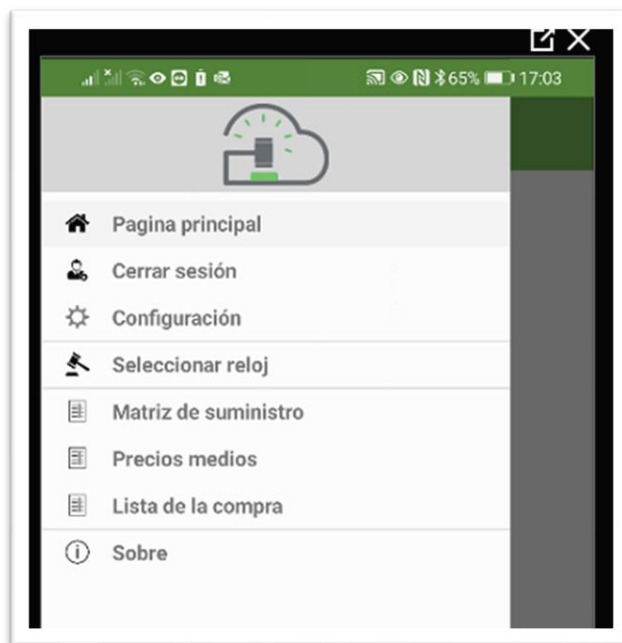 65% 17:03
Pagina principal
Cerrar sesión
Configuración
Seleccionar reloj
Matriz de suministro
Precios medios
Lista de la compra
Sobre